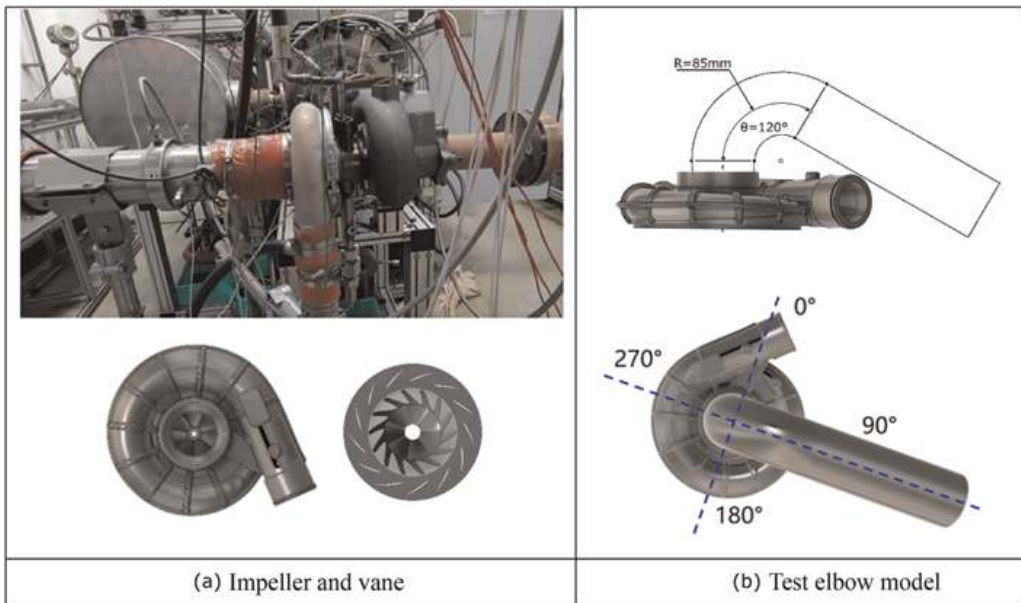 R=85mm
θ=120°
0°
270°
90°
180°
(a) Impeller and vane
(b) Test elbow model